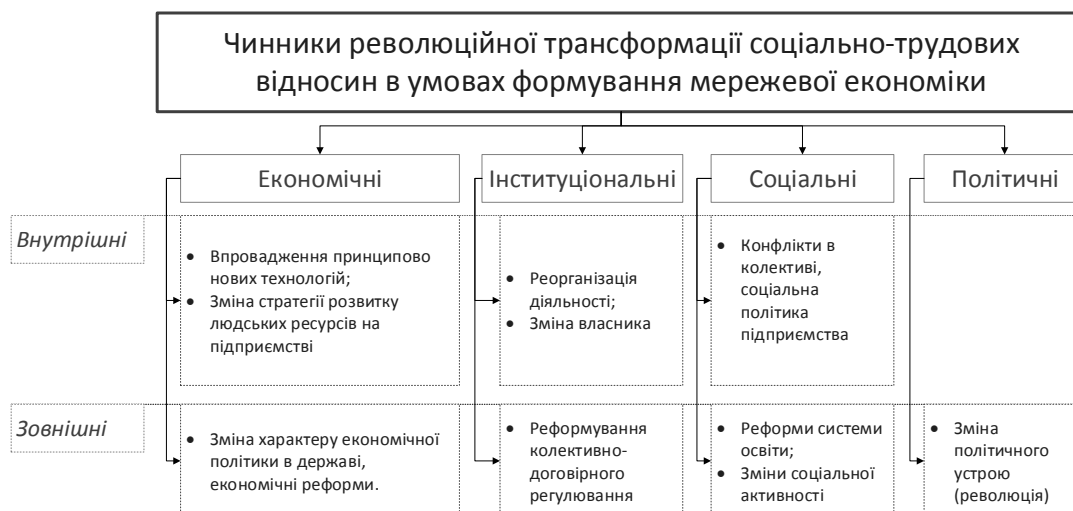 Чинники революційної трансформації соціально-трудових
відносин в умовах формування мережевої економіки
Економічні
Інституціональні
Соціальні
Політичні
Внутрішні
• Впровадження принципово
нових технологій;
• Зміна стратегії розвитку
людських ресурсів на
підприємстві
• Реорганізація
діяльності;
• Зміна власника
• Конфлікти в
колективі,
соціальна
політика
підприємства
Зовнішні
• Зміна характеру економічної
політики в державі,
економічні реформи.
• Реформування
колективно-
договірного
регулювання
• Реформи системи
освіти;
• Зміни соціальної
активності
• Зміна
політичного
устрою
(революція)